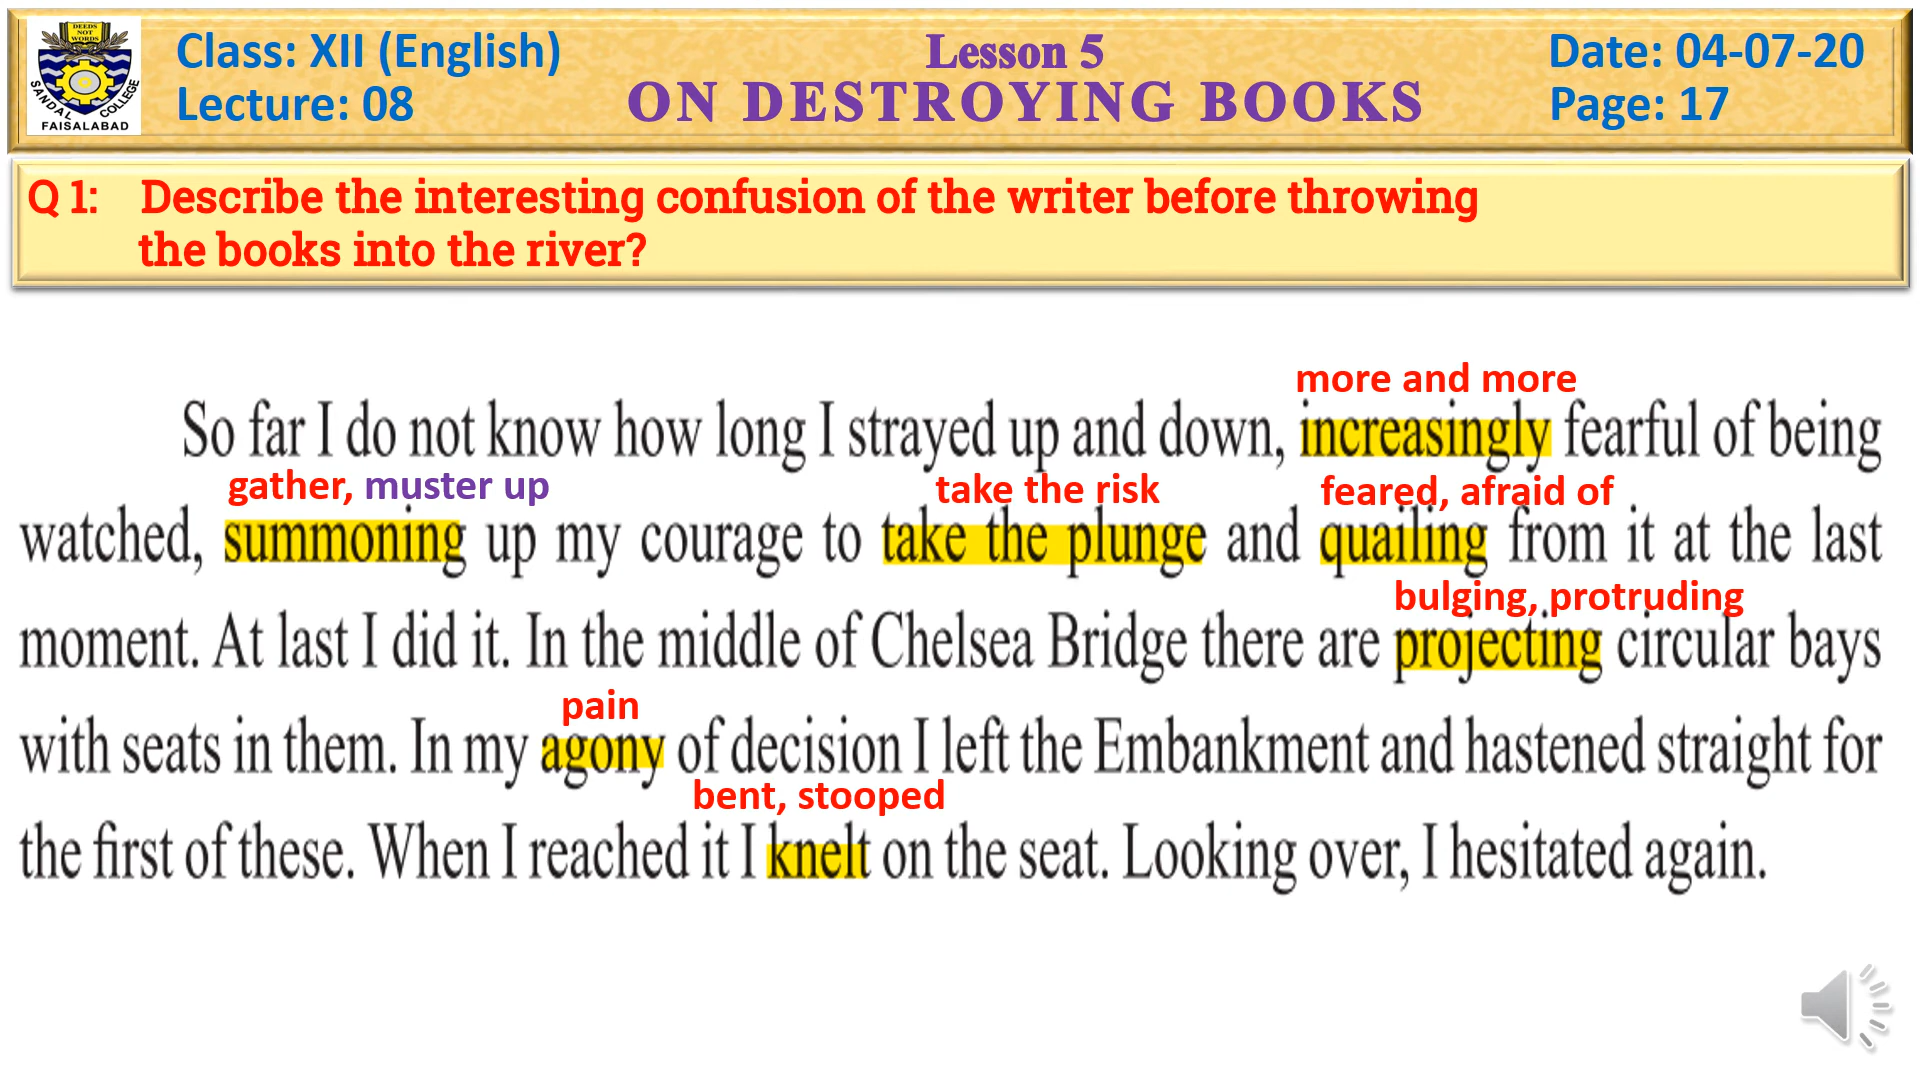 DEEDS
NOT
WORDS
SANDAL COLLEGE
FAISALABAD
Class: XII (English)
Lecture: 08
Lesson 5
ON DESTROYING BOOKS
Date: 04-07-20
Page: 17
Q 1: Describe the interesting confusion of the writer before throwing
the books into the river?
more and more
So far I do not know how long I strayed up and down, increasingly fearful of being
gather, muster up take the risk feared, afraid of
watched, summoning up my courage to take the plunge and quailing from it at the last
bulging, protruding
moment. At last I did it. In the middle of Chelsea Bridge there are projecting circular bays
pain
with seats in them. In my agony of decision I left the Embankment and hastened straight for
bent, stooped
the first of these. When I reached it I knelt on the seat. Looking over, I hesitated again.